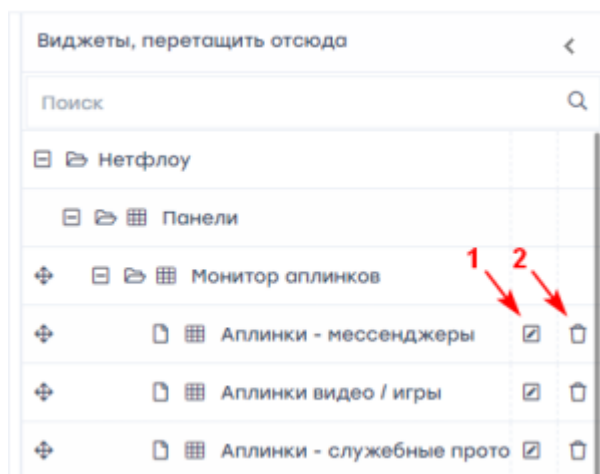 Виджеты, перетащить отсюда
Поиск
Нетфлоу
Панели
Монитор аплинков
1 2
Аплинки - мессенджеры
Аплинки видео / игры
Аплинки - служебные прото